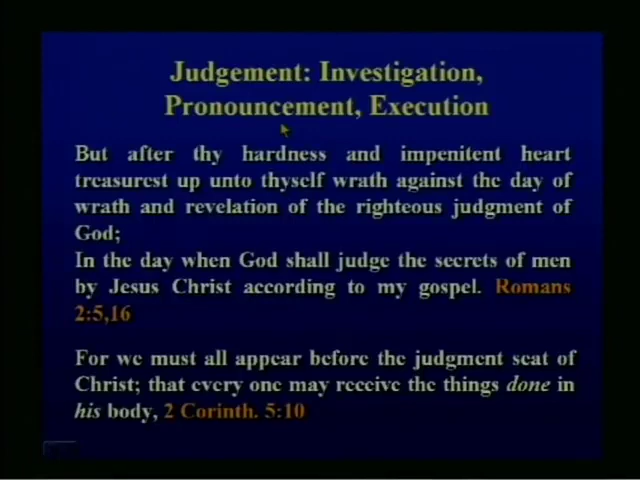 Judgement: Investigation,
Pronouncement, Execution
But after thy hardness and impenitent heart
treasurest up unto thyself wrath against the day of
wrath and revelation of the righteous judgment of
God;
In the day when God shall judge the secrets of men
by Jesus Christ according to my gospel. Romans
2:5,16
For we must all appear before the judgment seat of
Christ; that every one may receive the things done in
his body, 2 Corinth. 5:10